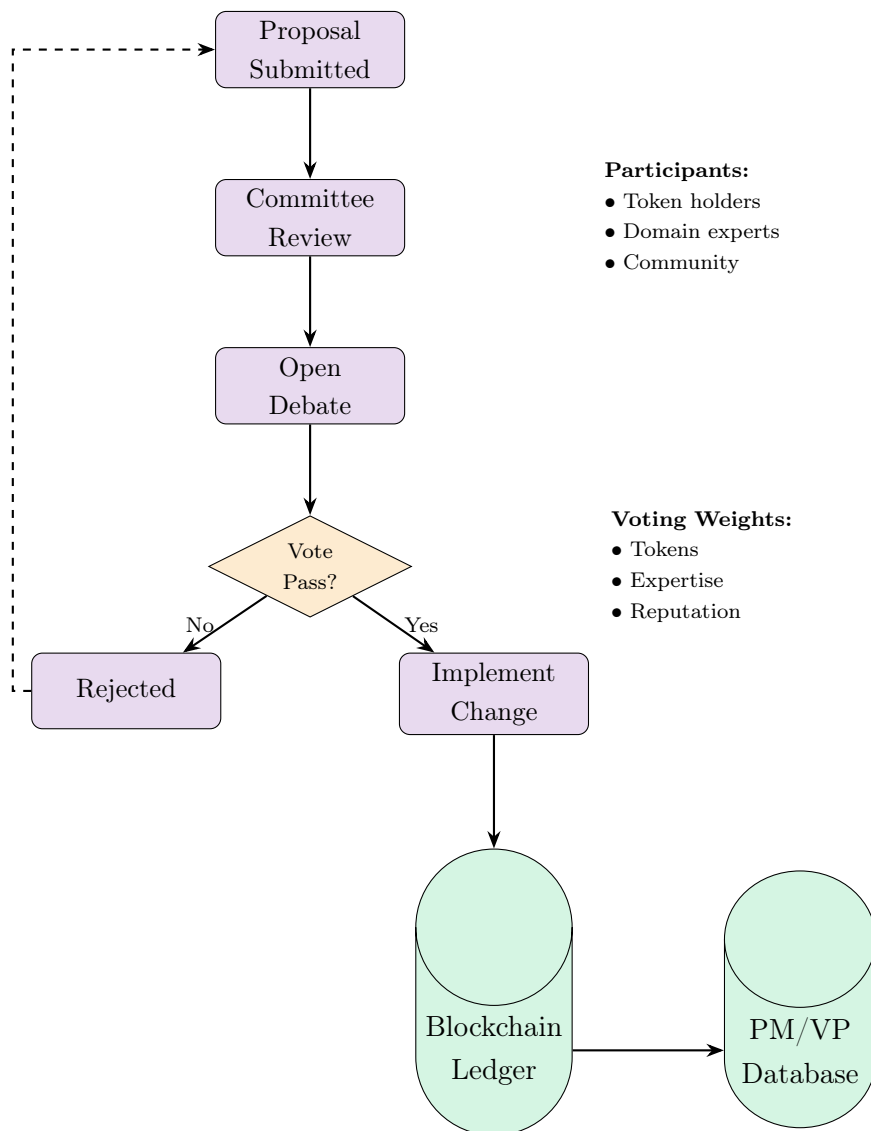 Proposal
Submitted
Committee
Review
Participants:
• Token holders
• Domain experts
• Community
Open
Debate
Vote
Pass?
Voting Weights:
• Tokens
• Expertise
• Reputation
No
Yes
Rejected
Implement
Change
Blockchain
Ledger
PM/VP
Database